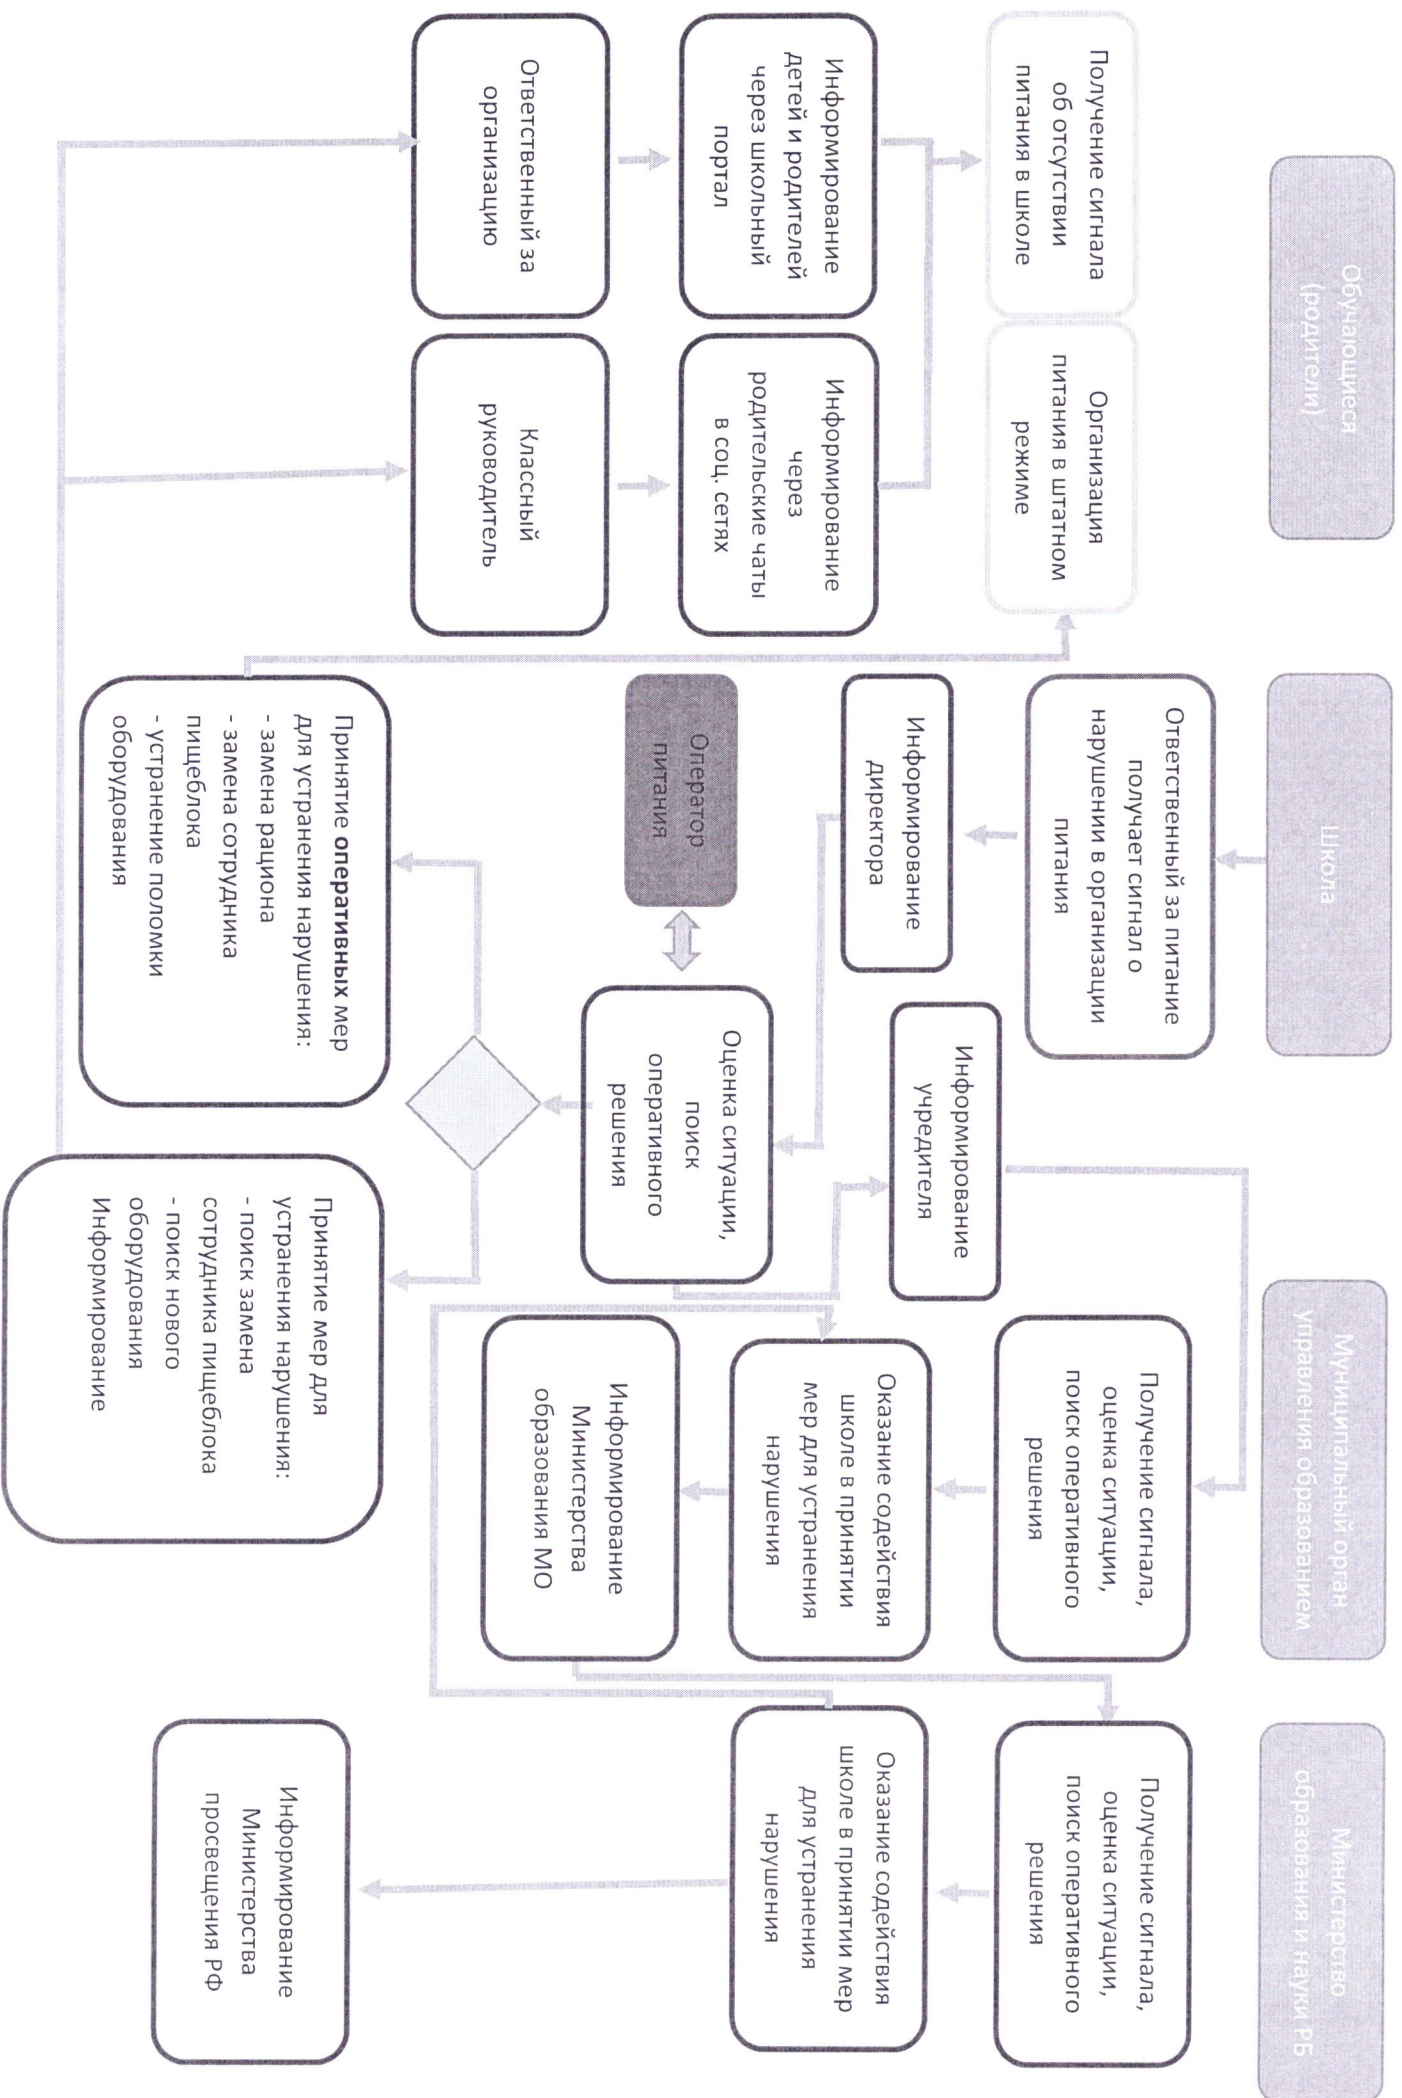 Обучающиеся
(родители)
Школа
Муниципальный орган
управления образованием
Министерство
образования и науки РБ
Получение сигнала
об отсутствии
питания в школе
Организация
питания в штатном
режиме
Информирование
детей и родителей
через школьный
портал
Информирование
через
родительские чаты
в соц. сетях
Ответственный за
организацию
Классный
руководитель
Ответственный за питание
получает сигнал о
нарушении в организации
питания
Информирование
директора
Информирование
учредителя
Оператор
питания
Оценка ситуации,
поиск
оперативного
решения
Принятие оперативных мер
для устранения нарушения:
- замена рациона
- замена сотрудника
пищеблока
- устранение поломки
оборудования
Принятие мер для
устранения нарушения:
- поиск замена
сотрудника пищеблока
- поиск нового
оборудования
Информирование
Получение сигнала,
оценка ситуации,
поиск оперативного
решения
Оказание содействия
школе в принятии
мер для устранения
нарушения
Информирование
Министерства
образования МО
Получение сигнала,
оценка ситуации,
поиск оперативного
решения
Оказание содействия
школе в принятии мер
для устранения
нарушения
Информирование
Министерства
просвещения РФ